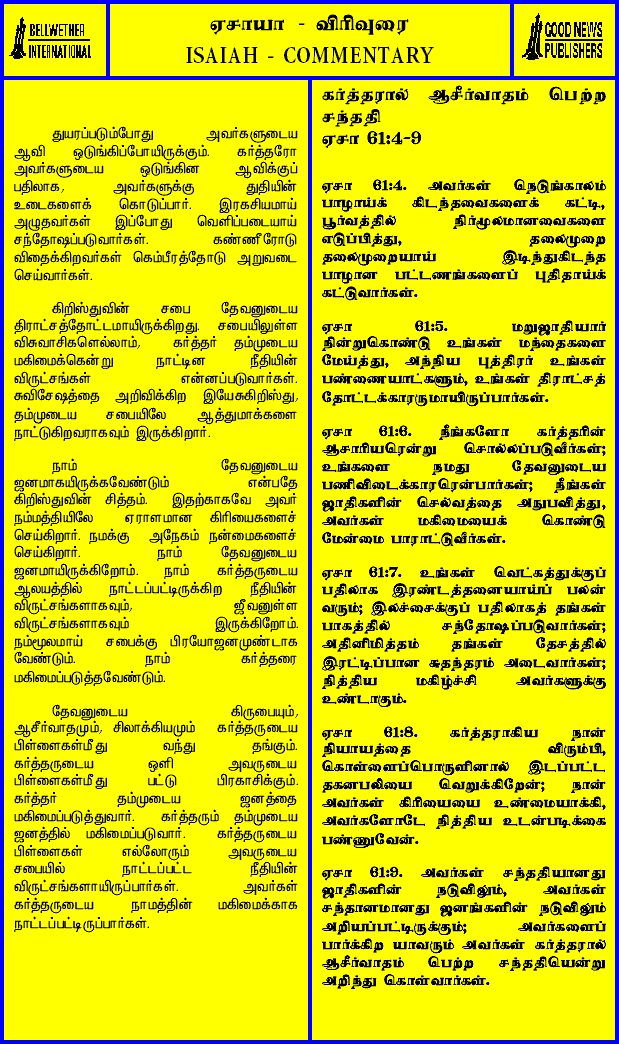 BELLWETHER
INTERNATIONAL
ஏசாயா - விரிவுரை
ISAIAH - COMMENTARY
GOOD NEWS
PUBLISHERS
துயரப்படும்போது அவர்களுடைய
ஆவி ஒடுங்கிப்போயிருக்கும். கர்த்தரோ
அவர்களுடைய ஒடுங்கின ஆவிக்குப்
பதிலாக, அவர்களுக்கு துதியின்
உடைகளைக் கொடுப்பார். இரகசியமாய்
அழுதவர்கள் இப்போது வெளிப்படையாய்
சந்தோஷப்படுவார்கள். கண்ணீரோடு
விதைக்கிறவர்கள் கெம்பீரத்தோடு அறுவடை
செய்வார்கள்.
கிறிஸ்துவின் சபை தேவனுடைய
திராட்சத்தோட்டமாயிருக்கிறது. சபையிலுள்ள
விசுவாசிகளெல்லாம், கர்த்தர் தம்முடைய
மகிமைக்கென்று நாட்டின நீதியின்
விருட்சங்கள் என்னப்படுவார்கள்.
சுவிசேஷத்தை அறிவிக்கிற இயேசுகிறிஸ்து,
தம்முடைய சபையிலே ஆத்துமாக்களை
நாட்டுகிறவராகவும் இருக்கிறார்.
நாம் தேவனுடைய
ஜனமாகயிருக்கவேண்டும் என்பதே
கிறிஸ்துவின் சித்தம். இதற்காகவே அவர்
நம்மத்தியிலே ஏராளமான கிரியைகளைச்
செய்கிறார். நமக்கு அநேகம் நன்மைகளைச்
செய்கிறார். நாம் தேவனுடைய
ஜனமாயிருக்கிறோம். நாம் கர்த்தருடைய
ஆலயத்தில் நாட்டப்பட்டிருக்கிற நீதியின்
விருட்சங்களாகவும், ஜீவனுள்ள
விருட்சங்களாகவும் இருக்கிறோம்.
நம்மூலமாய் சபைக்கு பிரயோஜனமுண்டாக
வேண்டும். நாம் கர்த்தரை
மகிமைப்படுத்தவேண்டும்.
தேவனுடைய கிருபையும்,
ஆசீர்வாதமும், சிலாக்கியமும் கர்த்தருடைய
பிள்ளைகள்மீது வந்து தங்கும்.
கர்த்தருடைய ஒளி அவருடைய
பிள்ளைகள்மீது பட்டு பிரகாசிக்கும்.
கர்த்தர் தம்முடைய ஜனத்தை
மகிமைப்படுத்துவார். கர்த்தரும் தம்முடைய
ஜனத்தில் மகிமைப்படுவார். கர்த்தருடைய
பிள்ளைகள் எல்லோரும் அவருடைய
சபையில் நாட்டப்பட்ட நீதியின்
விருட்சங்களாயிருப்பார்கள். அவர்கள்
கர்த்தருடைய நாமத்தின் மகிமைக்காக
நாட்டப்பட்டிருப்பார்கள்.
கர்த்தரால் ஆசீர்வாதம் பெற்ற
சந்ததி
ஏசா 61:4-9
ஏசா 61:4. அவர்கள் நெடுங்காலம்
பாழாய்க் கிடந்தவைகளைக் கட்டி,
பூர்வத்தில் நிர்மூலமானவைகளை
எடுப்பித்து, தலைமுறை
தலைமுறையாய் இடிந்துகிடந்த
பாழான பட்டணங்களைப் புதிதாய்க்
கட்டுவார்கள்.
ஏசா 61:5. மறுஜாதியார்
நின்றுகொண்டு உங்கள் மந்தைகளை
மேய்த்து, அந்நிய புத்திரர் உங்கள்
பண்ணையாட்களும், உங்கள் திராட்சத்
தோட்டக்காரருமாயிருப்பார்கள்.
ஏசா 61:6. நீங்களோ கர்த்தரின்
ஆசாரியரென்று சொல்லப்படுவீர்கள்;
உங்களை நமது தேவனுடைய
பணிவிடைக்காரரென்பார்கள்; நீங்கள்
ஜாதிகளின் செல்வத்தை அநுபவித்து,
அவர்கள் மகிமையைக் கொண்டு
மேன்மை பாராட்டுவீர்கள்.
ஏசா 61:7. உங்கள் வெட்கத்துக்குப்
பதிலாக இரண்டத்தனையாய்ப் பலன்
வரும்; இலச்சைக்குப் பதிலாகத் தங்கள்
பாகத்தில் சந்தோஷப்படுவார்கள்;
அதினிமித்தம் தங்கள் தேசத்தில்
இரட்டிப்பான சுதந்தரம் அடைவார்கள்;
நித்திய மகிழ்ச்சி அவர்களுக்கு
உண்டாகும்.
ஏசா 61:8. கர்த்தராகிய நான்
நியாயத்தை விரும்பி,
கொள்ளைப்பொருளினால் இடப்பட்ட
தகனபலியை வெறுக்கிறேன்; நான்
அவர்கள் கிரியையை உண்மையாக்கி,
அவர்களோடே நித்திய உடன்படிக்கை
பண்ணுவேன்.
ஏசா 61:9. அவர்கள் சந்ததியானது
ஜாதிகளின் நடுவிலும், அவர்கள்
சந்தானமானது ஜனங்களின் நடுவிலும்
அறியப்பட்டிருக்கும்; அவர்களைப்
பார்க்கிற யாவரும் அவர்கள் கர்த்தரால்
ஆசீர்வாதம் பெற்ற சந்ததியென்று
அறிந்து கொள்வார்கள்.